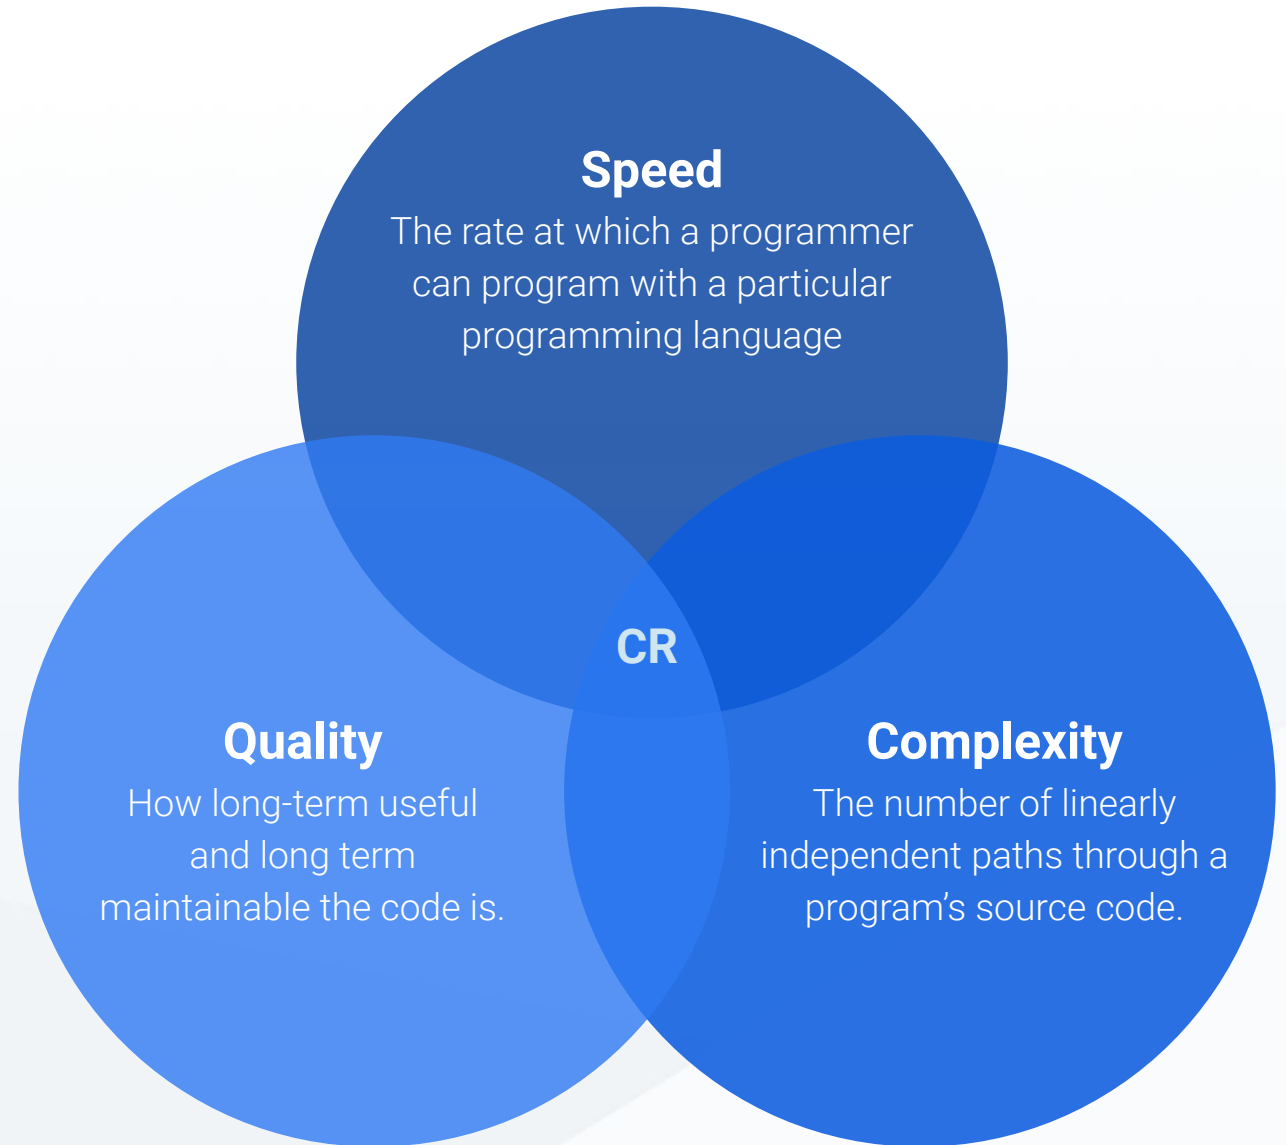 Speed
The rate at which a programmer
can program with a particular
programming language
CR
Quality
How long-term useful
and long term
maintainable the code is.
Complexity
The number of linearly
independent paths through a
program's source code.